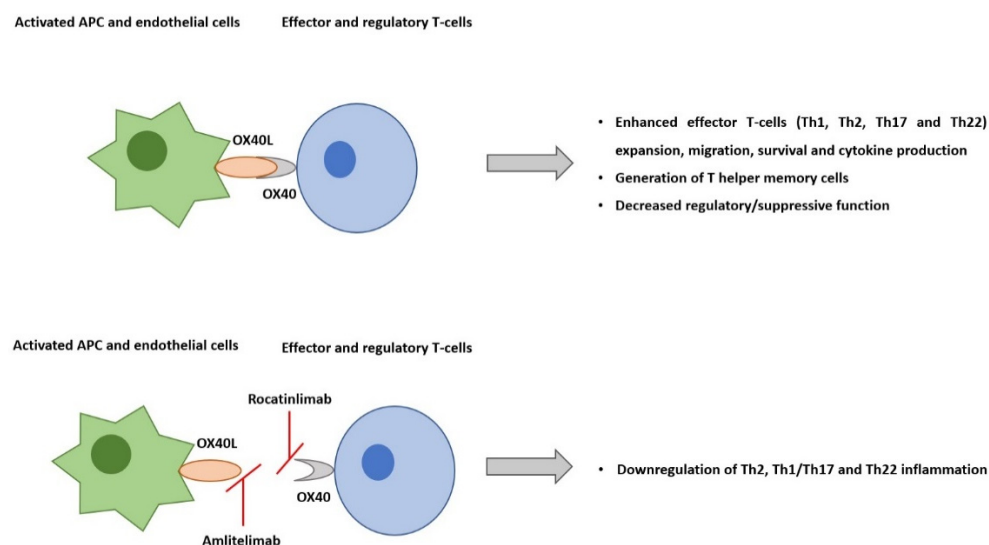 Activated APC and endothelial cells
Effector and regulatory T-cells
OX40L
OX40
• Enhanced effector T-cells (Th1, Th2, Th17 and Th22)
expansion, migration, survival and cytokine production
• Generation of T helper memory cells
• Decreased regulatory/suppressive function
Activated APC and endothelial cells
Effector and regulatory T-cells
Rocatinlimab
OX40L
OX40
Amlitelimab
• Downregulation of Th2, Th1/Th17 and Th22 inflammation